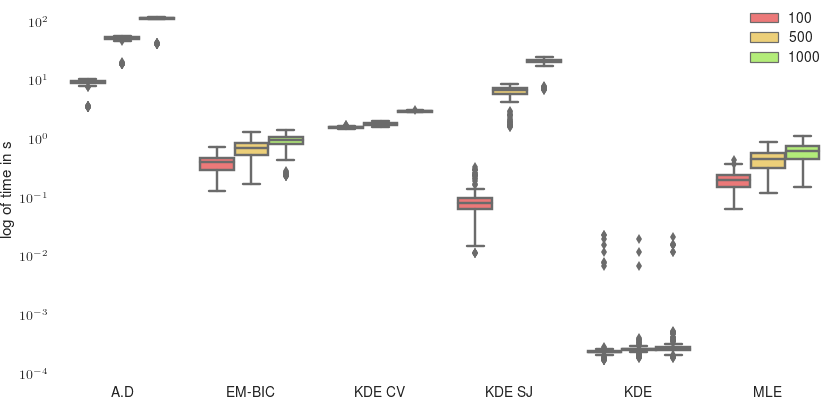 10²
100
500
1000
10¹
10⁰
10⁻¹
10⁻²
10⁻³
10⁻⁴
log of time in s
A.D
EM-BIC
KDE CV
KDE SJ
KDE
MLE